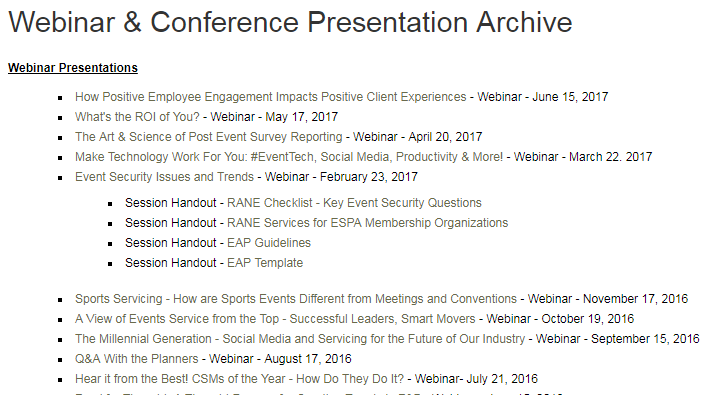 Webinar & Conference Presentation Archive
Webinar Presentations
How Positive Employee Engagement Impacts Positive Client Experiences - Webinar - June 15, 2017
What's the ROI of You? - Webinar - May 17, 2017
The Art & Science of Post Event Survey Reporting - Webinar - April 20, 2017
Make Technology Work For You: #EventTech, Social Media, Productivity & More! - Webinar - March 22. 2017
Event Security Issues and Trends - Webinar - February 23, 2017
Session Handout - RANE Checklist - Key Event Security Questions
Session Handout - RANE Services for ESPA Membership Organizations
Session Handout - EAP Guidelines
Session Handout - EAP Template
Sports Servicing - How are Sports Events Different from Meetings and Conventions - Webinar - November 17, 2016
A View of Events Service from the Top - Successful Leaders, Smart Movers - Webinar - October 19, 2016
The Millennial Generation - Social Media and Servicing for the Future of Our Industry - Webinar - September 15, 2016
Q&A With the Planners - Webinar - August 17, 2016
Hear it from the Best! CSMs of the Year - How Do They Do It? - Webinar- July 21, 2016